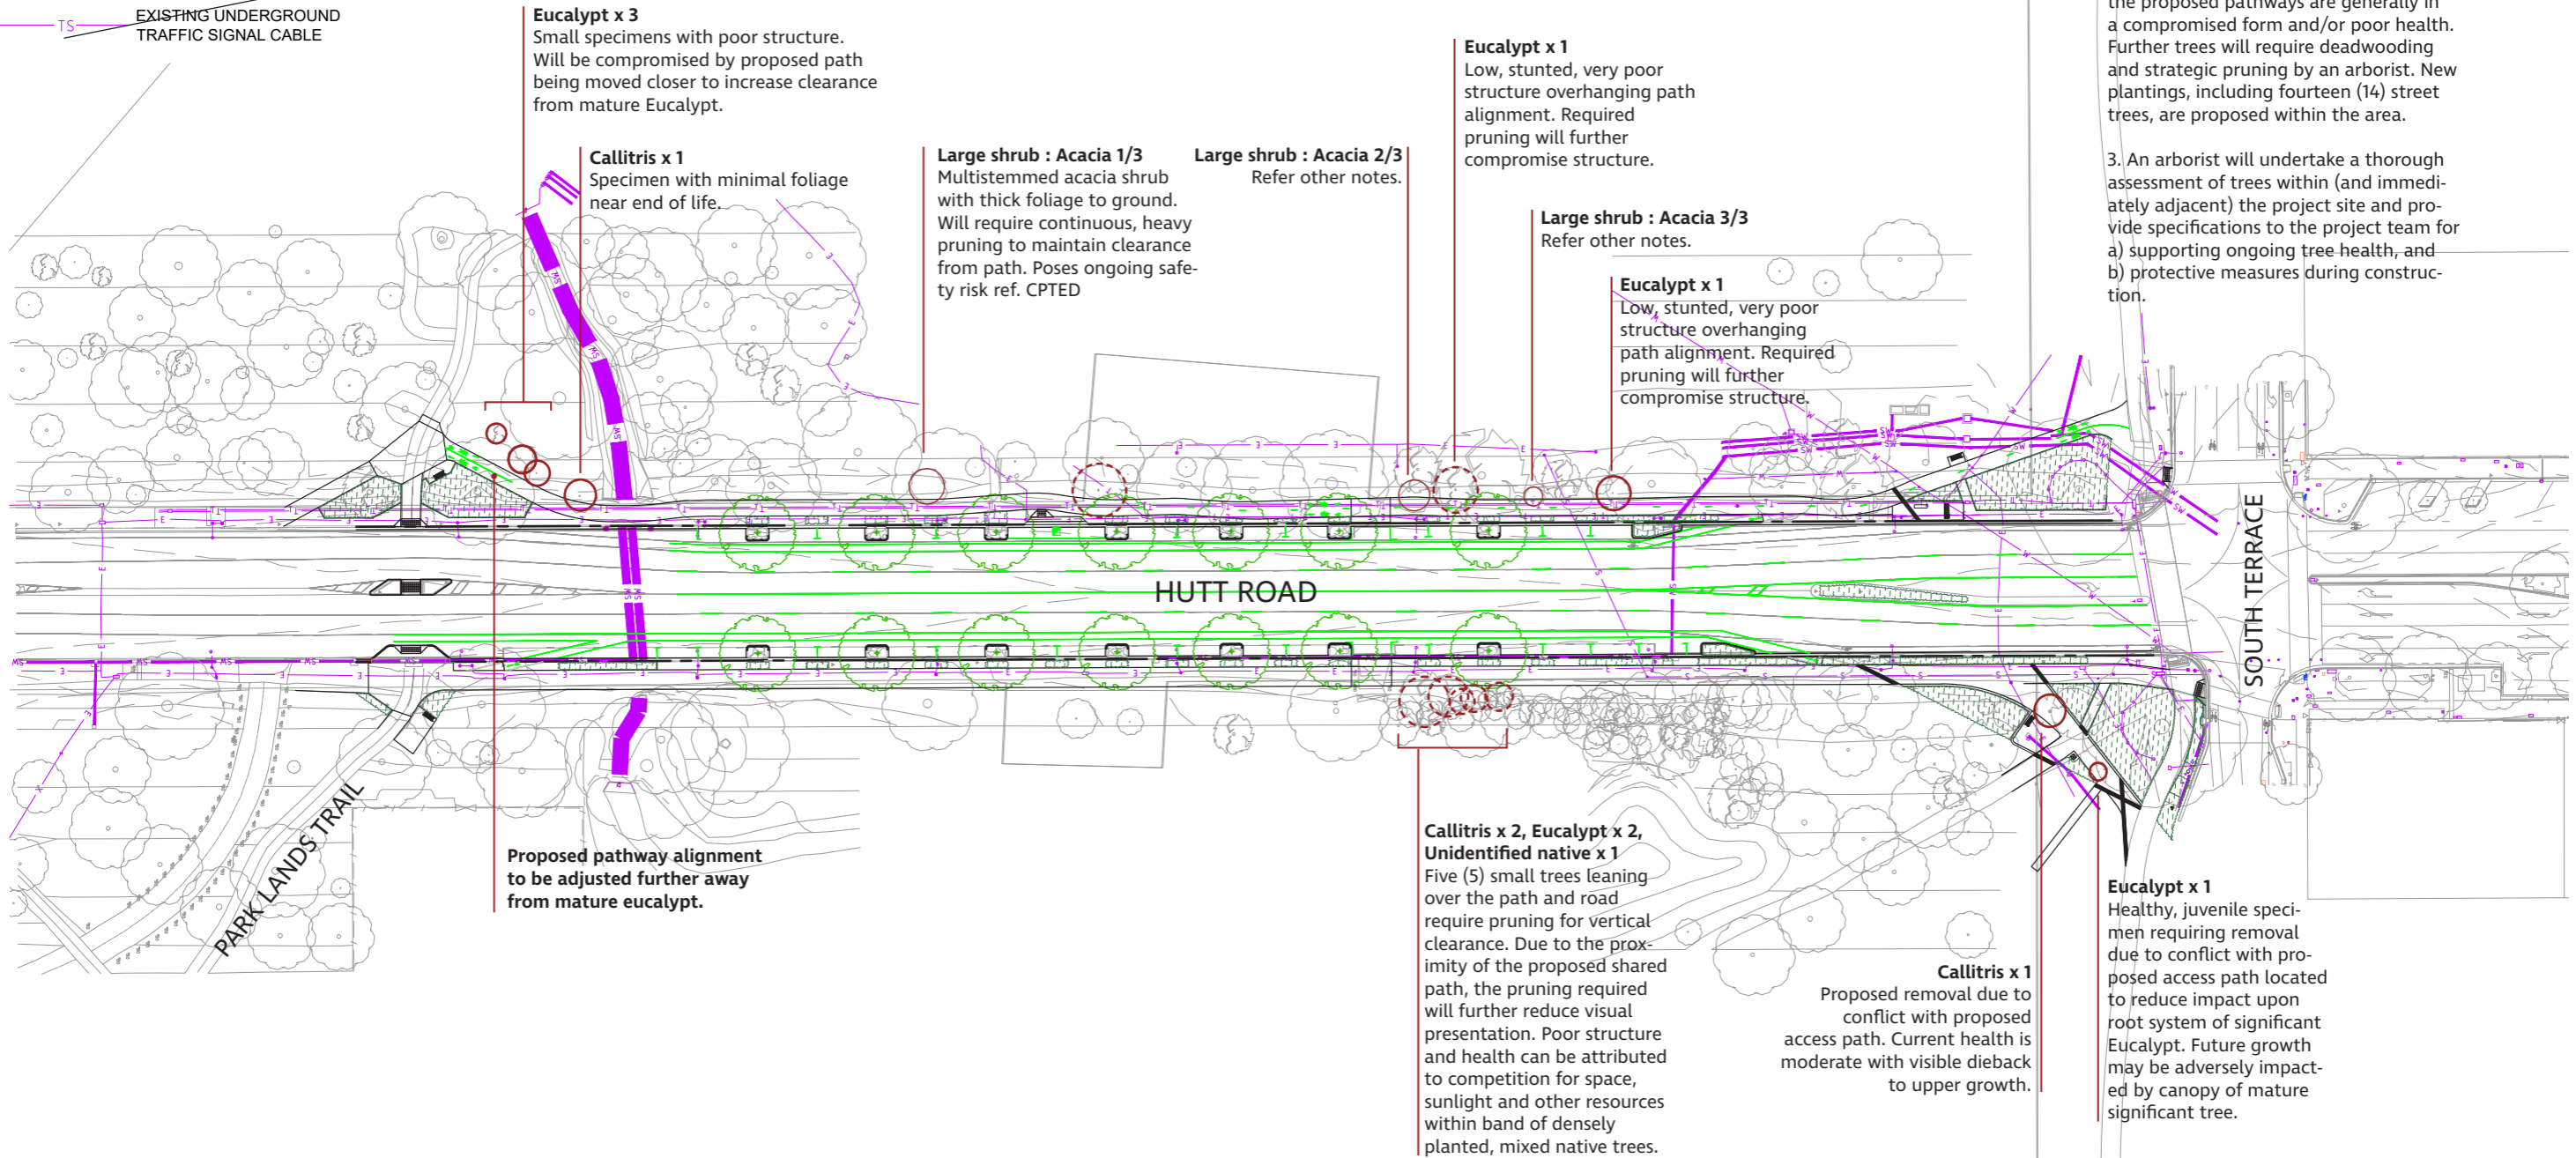 TS
EXISTING UNDERGROUND
TRAFFIC SIGNAL CABLE
Eucalypt x 3
Small specimens with poor structure.
Will be compromised by proposed path
being moved closer to increase clearance
from mature Eucalypt.
Callitris x 1
Specimen with minimal foliage
near end of life.
Large shrub : Acacia 1/3
Multistemmed acacia shrub
with thick foliage to ground.
Will require continuous, heavy
pruning to maintain clearance
from path. Poses ongoing safe-
ty risk ref. CPTED
Large shrub : Acacia 2/3
Refer other notes.
Eucalypt x 1
Low, stunted, very poor
structure overhanging path
alignment. Required
pruning will further
compromise structure.
Large shrub : Acacia 3/3
Refer other notes.
Eucalypt x 1
Low, stunted, very poor
structure overhanging
path alignment. Required
pruning will further
compromise structure.
the proposed pathways are generally in
a compromised form and/or poor health.
Further trees will require deadwooding
and strategic pruning by an arborist. New
plantings, including fourteen (14) street
trees, are proposed within the area.
3. An arborist will undertake a thorough
assessment of trees within (and immedi-
ately adjacent) the project site and pro-
vide specifications to the project team for
a) supporting ongoing tree health, and
b) protective measures during construc-
tion.
HUTT ROAD
SOUTH TERRACE
PARK LANDS TRAIL
Proposed pathway alignment
to be adjusted further away
from mature eucalypt.
Callitris x 2, Eucalypt x 2,
Unidentified native x 1
Five (5) small trees leaning
over the path and road
require pruning for vertical
clearance. Due to the prox-
imity of the proposed shared
path, the pruning required
will further reduce visual
presentation. Poor structure
and health can be attributed
to competition for space,
sunlight and other resources
within band of densely
planted, mixed native trees.
Callitris x 1
Proposed removal due to
conflict with proposed
access path. Current health is
moderate with visible dieback
to upper growth.
Eucalypt x 1
Healthy, juvenile speci-
men requiring removal
due to conflict with pro-
posed access path located
to reduce impact upon
root system of significant
Eucalypt. Future growth
may be adversely impact-
ed by canopy of mature
significant tree.